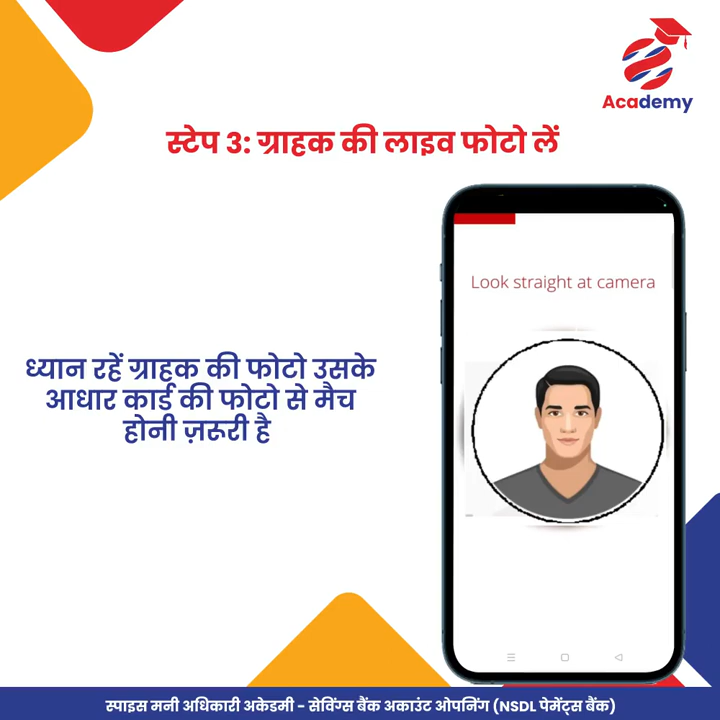 Academy
स्टेप 3: ग्राहक की लाइव फोटो लें
Look straight at camera
ध्यान रहें ग्राहक की फोटो उसके
आधार कार्ड की फोटो से मैच
होनी ज़रूरी है
स्पाइस मनी अधिकारी अकेडमी - सेविंग्स बैंक अकाउंट ओपनिंग (NSDL पेमेंट्स बैंक)